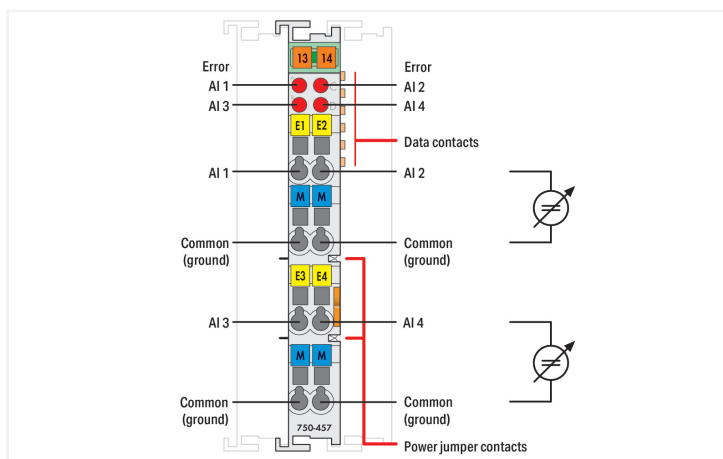 13 14
Error
Error
AI 1
AI 2
AI 3
AI 4
E1 E2
Data contacts
AI 1
AI 2
M M
Common
(ground)
Common
(ground)
E3 E4
AI 3
AI 4
M M
Common
(ground)
Common
(ground)
750-457
Power jumper contacts